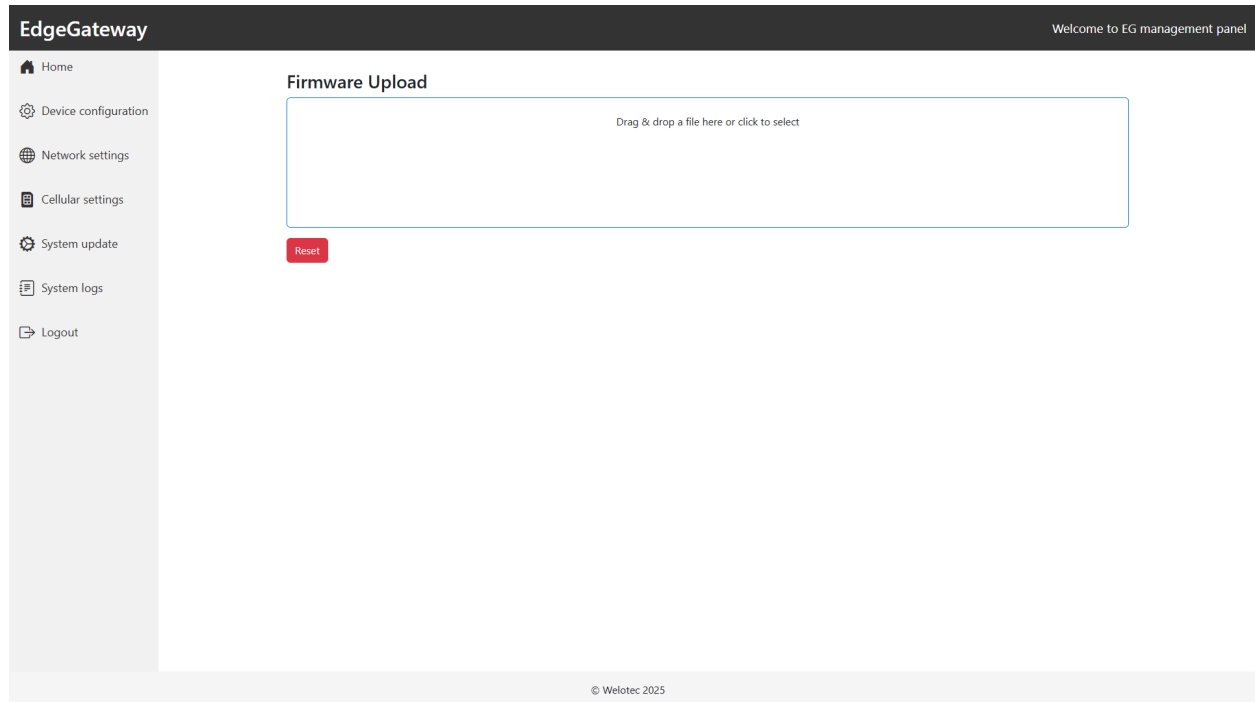 EdgeGateway
Welcome to EG management panel
Home
Device configuration
Network settings
Cellular settings
System update
System logs
Logout
Firmware Upload
Drag & drop a file here or click to select
Reset
© Welotec 2025